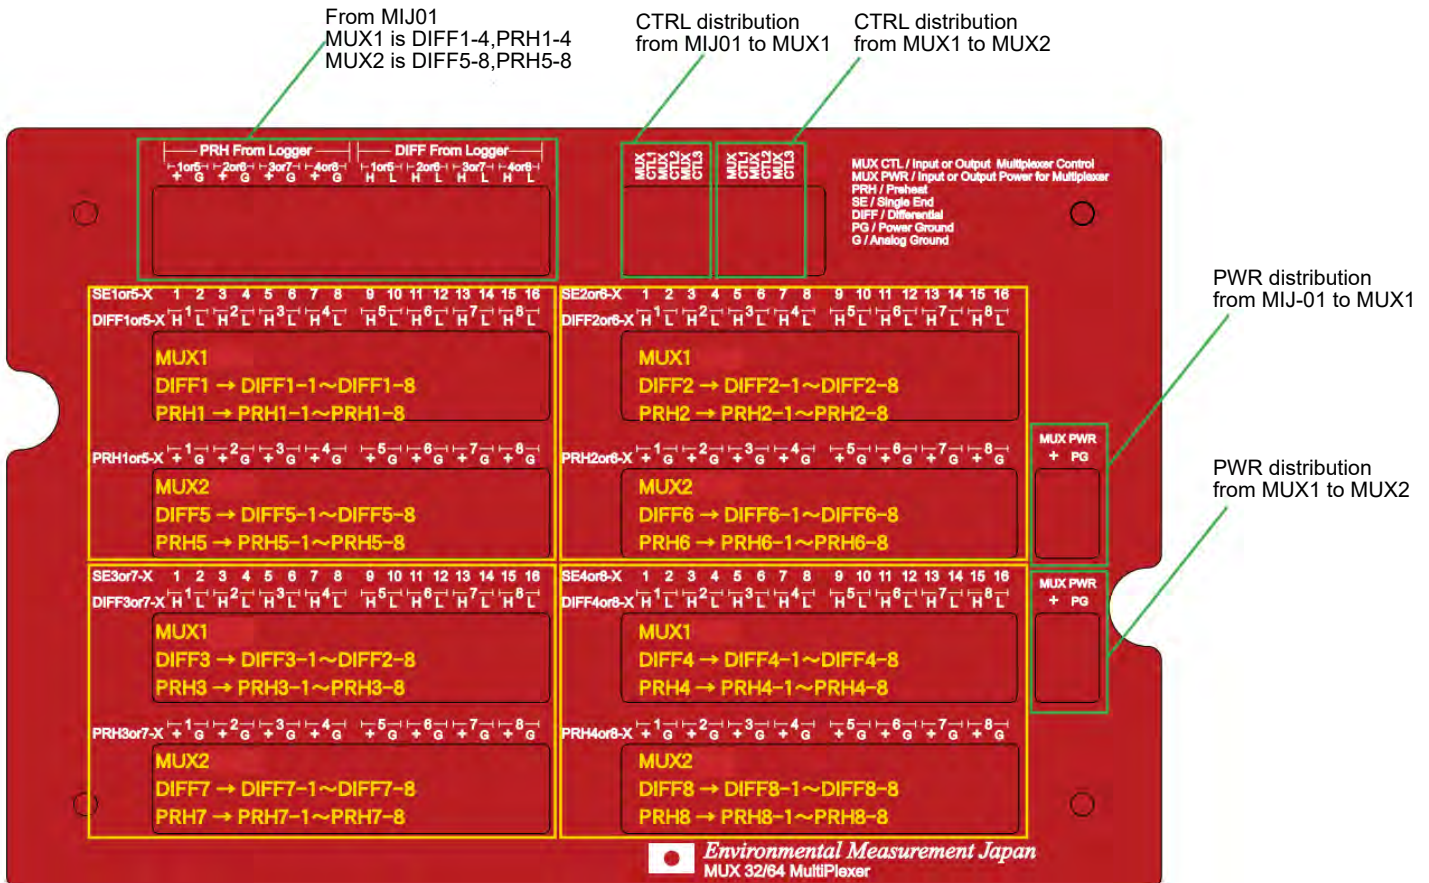 From MIJ01
MUX1 is DIFF1-4,PRH1-4
MUX2 is DIFF5-8,PRH5-8
CTRL distribution
from MIJ01 to MUX1
CTRL distribution
from MUX1 to MUX2
PRH From Logger
DIFF From Logger
1or5 2or6 3or7 4or8 1or5 2or6 3or7 4or8
+ G + G + G + G H L H L H L H L
MUX CTL1 MUX CTL2 MUX CTL3
MUX CTL1 MUX CTL2 MUX CTL3
MUX CTL / Input or Output Multiplexer Control
MUX PWR / Input or Output Power for Multiplexer
PRH / Preheat
SE / Single End
DIFF / Differential
PG / Power Ground
G / Analog Ground
PWR distribution
from MIJ-01 to MUX1
SE1or5-X 1 2 3 4 5 6 7 8 9 10 11 12 13 14 15 16
DIFF1or5-X H 1 L H 2 L H 3 L H 4 L H 5 L H 6 L H 7 L H 8 L
MUX1
DIFF1 → DIFF1-1～DIFF1-8
PRH1 → PRH1-1～PRH1-8
PRH1or5-X + 1 G + 2 G + 3 G + 4 G + 5 G + 6 G + 7 G + 8 G
MUX2
DIFF5 → DIFF5-1～DIFF5-8
PRH5 → PRH5-1～PRH5-8
SE2or6-X 1 2 3 4 5 6 7 8 9 10 11 12 13 14 15 16
DIFF2or6-X H 1 L H 2 L H 3 L H 4 L H 5 L H 6 L H 7 L H 8 L
MUX1
DIFF2 → DIFF2-1～DIFF2-8
PRH2 → PRH2-1～PRH2-8
PRH2or6-X + 1 G + 2 G + 3 G + 4 G + 5 G + 6 G + 7 G + 8 G
MUX2
DIFF6 → DIFF6-1～DIFF6-8
PRH6 → PRH6-1～PRH6-8
MUX PWR
+ PG
PWR distribution
from MUX1 to MUX2
SE3or7-X 1 2 3 4 5 6 7 8 9 10 11 12 13 14 15 16
DIFF3or7-X H 1 L H 2 L H 3 L H 4 L H 5 L H 6 L H 7 L H 8 L
MUX1
DIFF3 → DIFF3-1～DIFF2-8
PRH3 → PRH3-1～PRH3-8
PRH3or7-X + 1 G + 2 G + 3 G + 4 G + 5 G + 6 G + 7 G + 8 G
MUX2
DIFF7 → DIFF7-1～DIFF7-8
PRH7 → PRH7-1～PRH7-8
SE4or8-X 1 2 3 4 5 6 7 8 9 10 11 12 13 14 15 16
DIFF4or8-X H 1 L H 2 L H 3 L H 4 L H 5 L H 6 L H 7 L H 8 L
MUX1
DIFF4 → DIFF4-1～DIFF4-8
PRH4 → PRH4-1～PRH4-8
PRH4or8-X + 1 G + 2 G + 3 G + 4 G + 5 G + 6 G + 7 G + 8 G
MUX2
DIFF8 → DIFF8-1～DIFF8-8
PRH8 → PRH8-1～PRH8-8
MUX PWR
+ PG
Environmental Measurement Japan
MUX 32/64 MultiPlexer